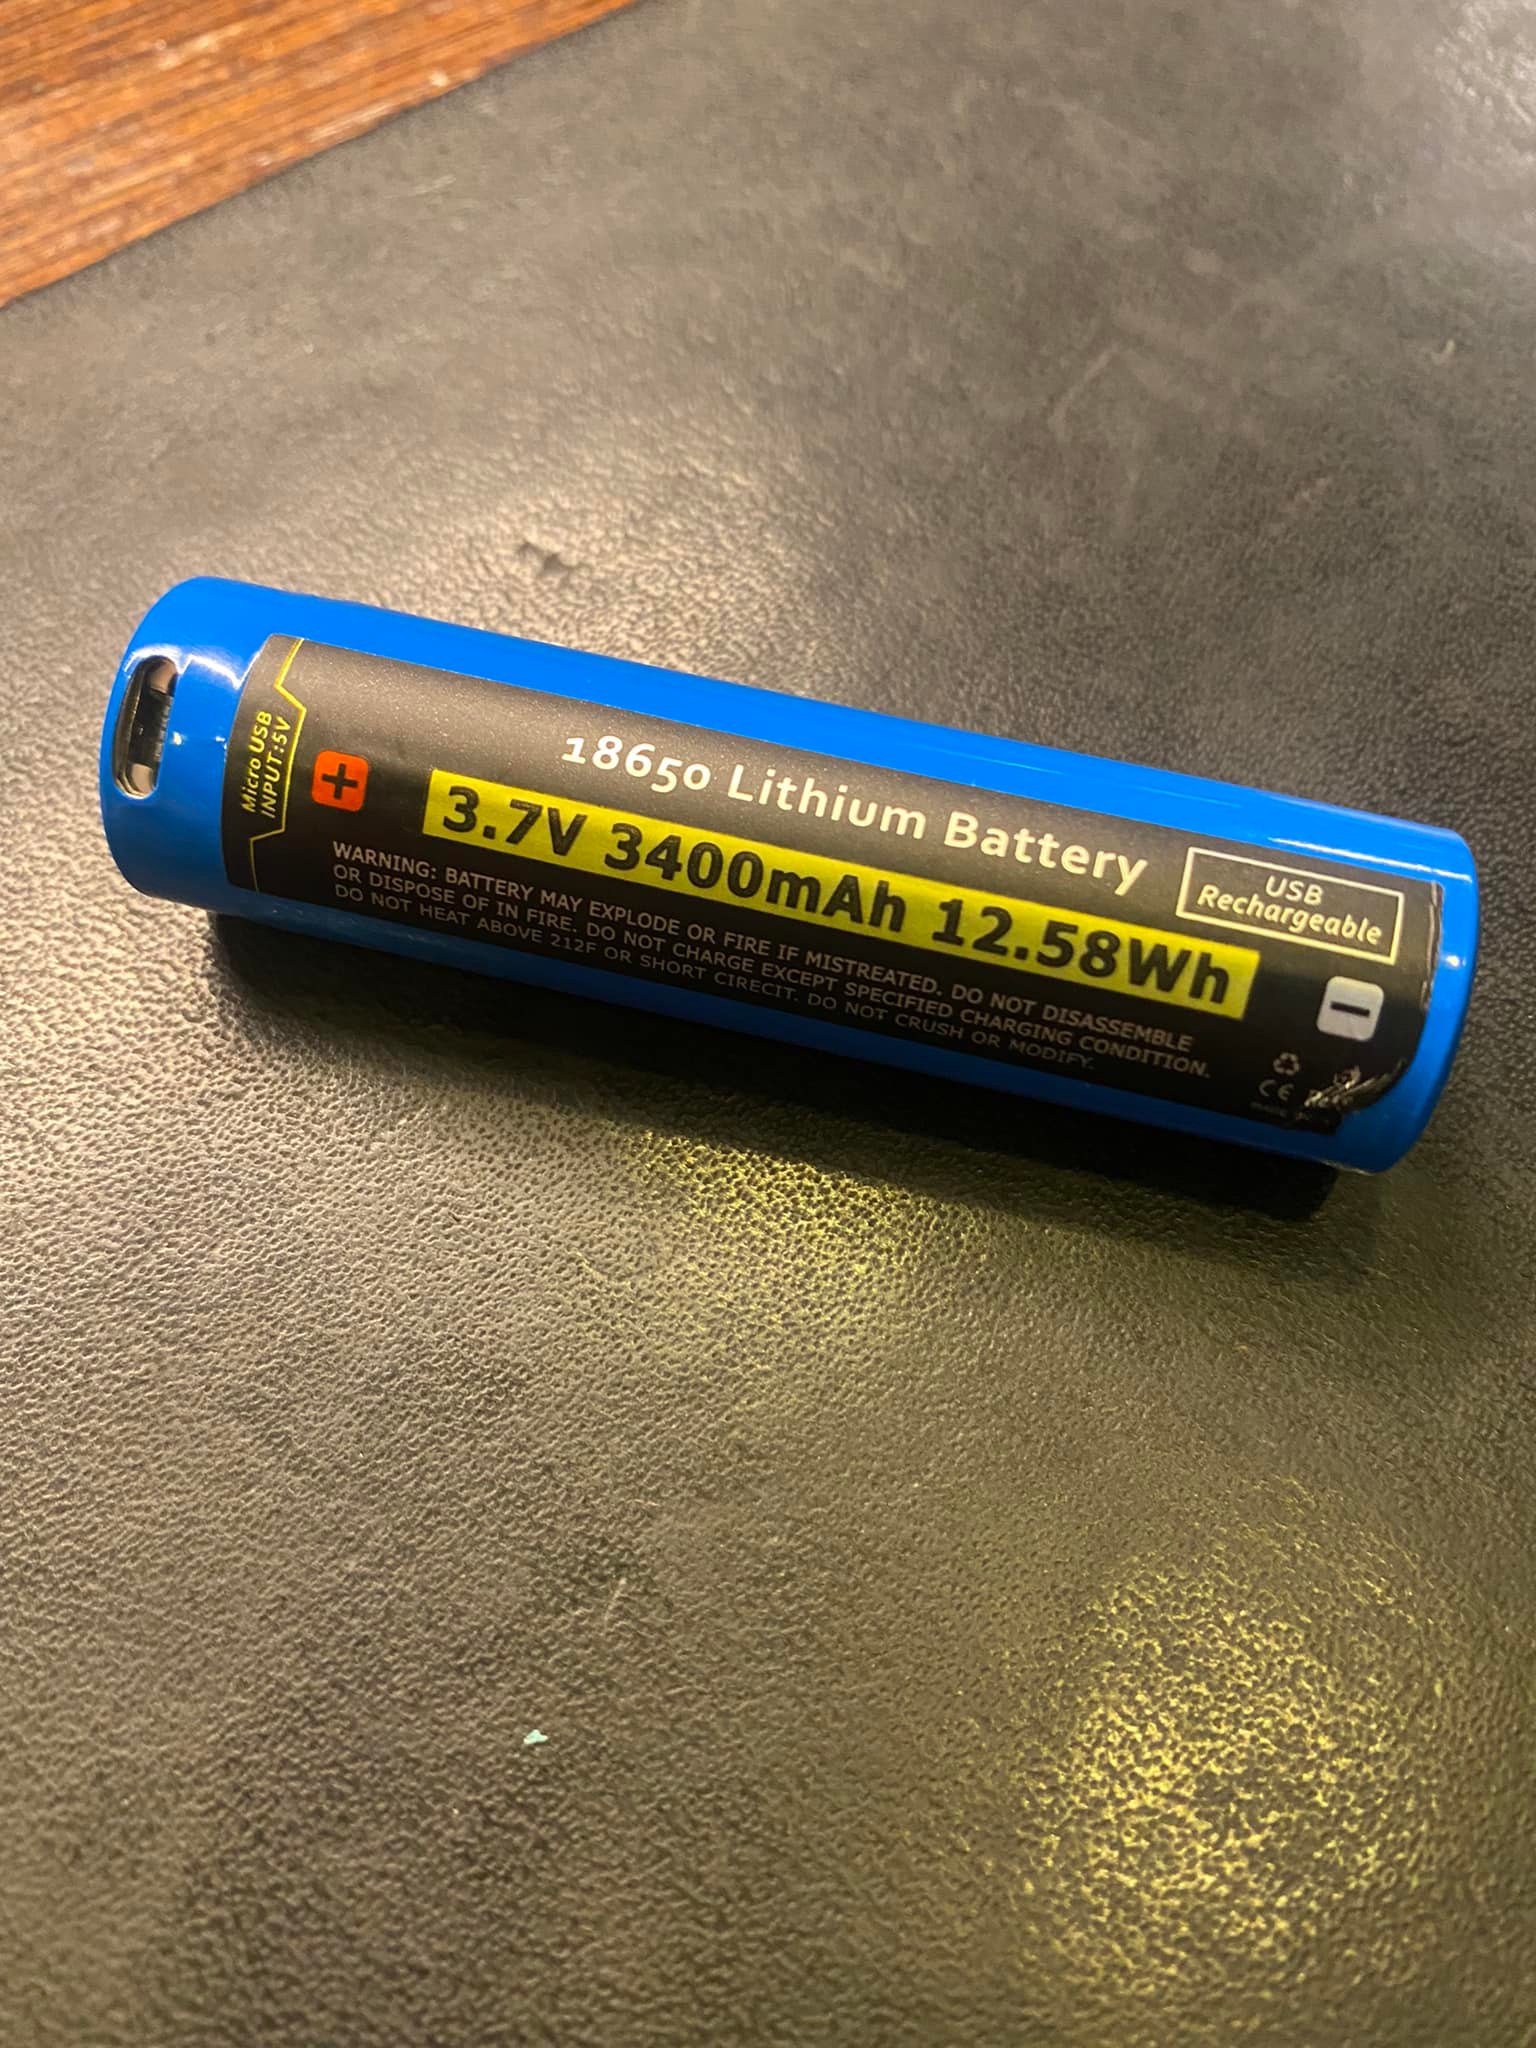 Micro USB
INPUT:5V
+
18650 Lithium Battery
3.7V 3400mAh 12.58Wh
USB
Rechargeable
WARNING: BATTERY MAY EXPLODE OR FIRE IF MISTREATED. DO NOT DISASSEMBLE
OR DISPOSE OF IN FIRE. DO NOT CHARGE EXCEPT SPECIFIED CHARGING CONDITION.
DO NOT HEAT ABOVE 212F OR SHORT CIRECIT. DO NOT CRUSH OR MODIFY.
−
CE